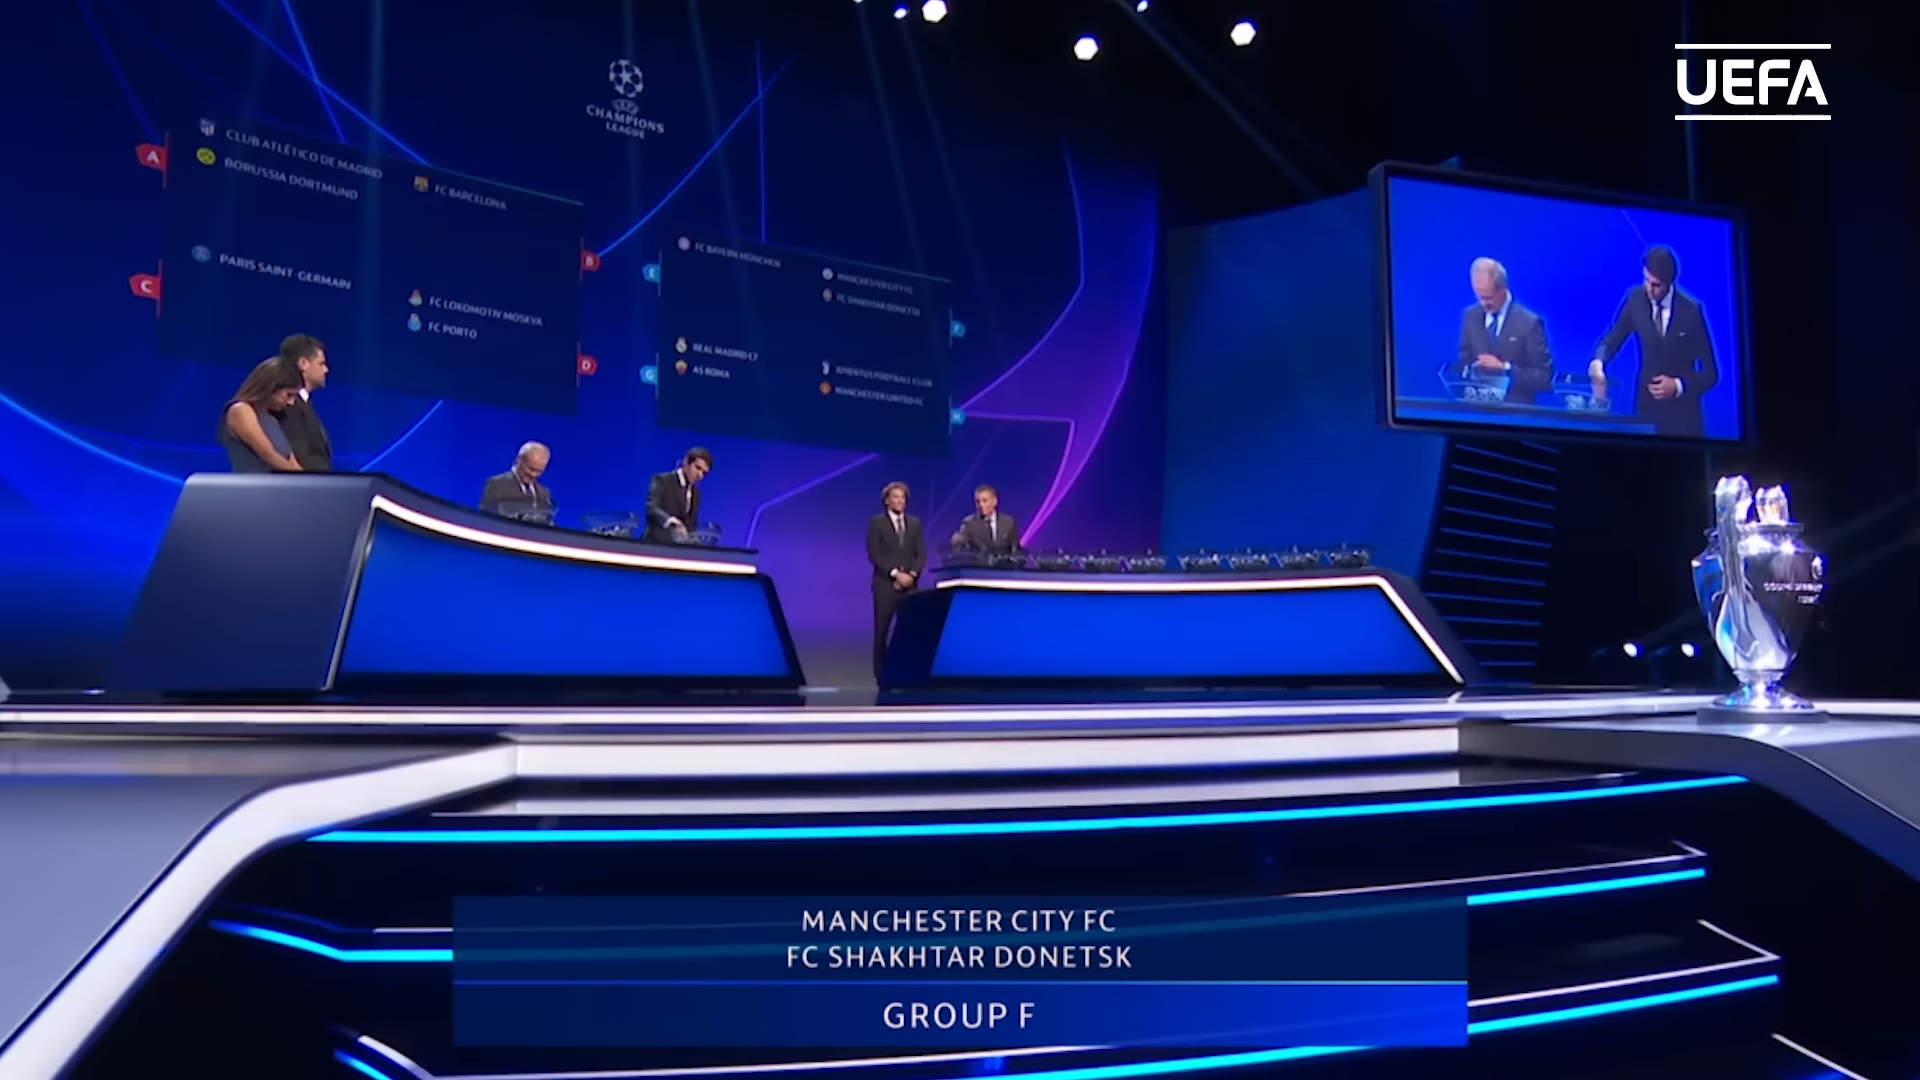 UEFA
UEFA
CHAMPIONS
LEAGUE
A
CLUB ATLÉTICO DE MADRID
BORUSSIA DORTMUND
FC BARCELONA
B
C
PARIS SAINT-GERMAIN
FC LOKOMOTIV MOSKVA
FC PORTO
D
E
FC BAYERN MÜNCHEN
MANCHESTER CITY FC
FC SHAKHTAR DONETSK
F
G
REAL MADRID CF
AS ROMA
JUVENTUS FOOTBALL CLUB
MANCHESTER UNITED FC
H
MANCHESTER CITY FC
FC SHAKHTAR DONETSK
GROUP F